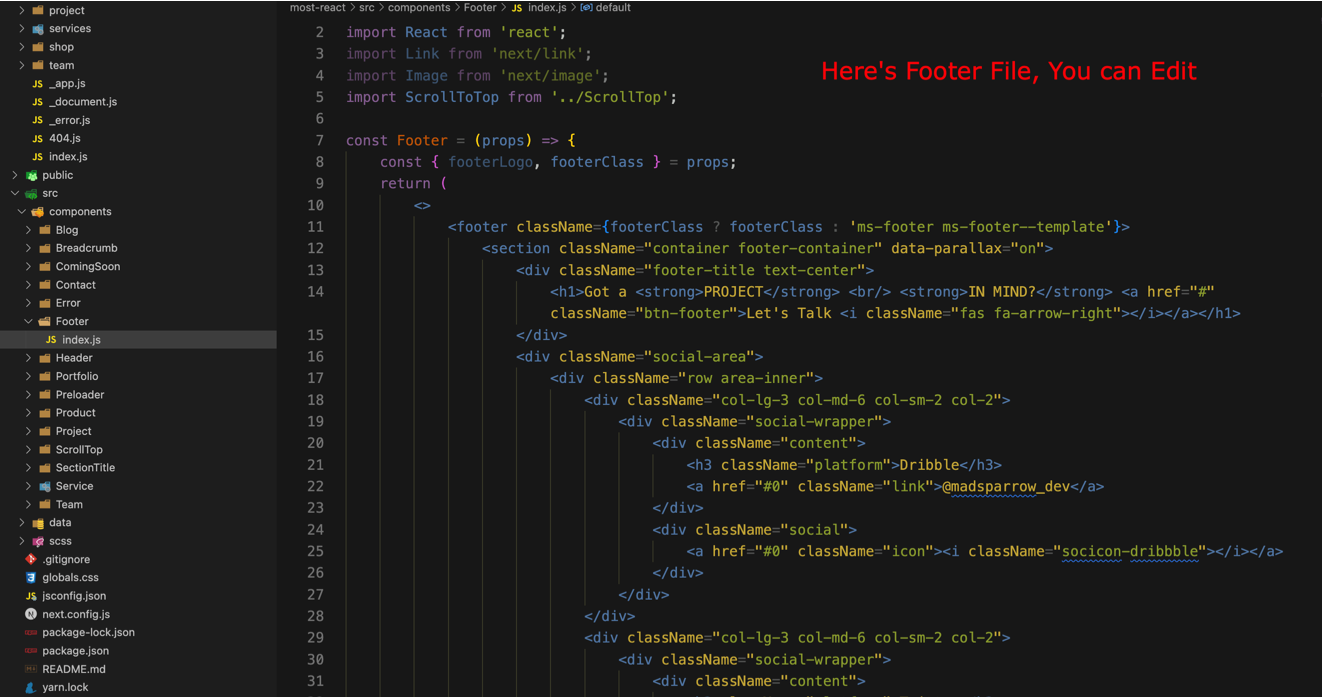 project
services
shop
team
JS _app.js
JS _document.js
JS _error.js
JS 404.js
JS index.js
public
src
components
Blog
Breadcrumb
ComingSoon
Contact
Error
Footer
JS index.js
Header
Portfolio
Preloader
Product
Project
ScrollTop
SectionTitle
Service
Team
data
scss
.gitignore
globals.css
jsconfig.json
next.config.js
package-lock.json
package.json
README.md
yarn.lock
most-react > src > components > Footer > JS index.js > default
Here's Footer File, You can Edit
2 import React from 'react';
3 import Link from 'next/link';
4 import Image from 'next/image';
5 import ScrollToTop from '../ScrollTop';
6
7 const Footer = (props) => {
8 const { footerLogo, footerClass } = props;
9 return (
10 <>
11 <footer className={footerClass ? footerClass : 'ms-footer ms-footer--template'}>
12 <section className="container footer-container" data-parallax="on">
13 <div className="footer-title text-center">
14 <h1>Got a <strong>PROJECT</strong> <br/> <strong>IN MIND?</strong> <a href="#"
className="btn-footer">Let's Talk <i className="fas fa-arrow-right"></i></a></h1>
15 </div>
16 <div className="social-area">
17 <div className="row area-inner">
18 <div className="col-lg-3 col-md-6 col-sm-2 col-2">
19 <div className="social-wrapper">
20 <div className="content">
21 <h3 className="platform">Dribble</h3>
22 <a href="#0" className="link">@madsparrow_dev</a>
23 </div>
24 <div className="social">
25 <a href="#0" className="icon"><i className="socicon-dribbble"></i></a>
26 </div>
27 </div>
28 </div>
29 <div className="col-lg-3 col-md-6 col-sm-2 col-2">
30 <div className="social-wrapper">
31 <div className="content">